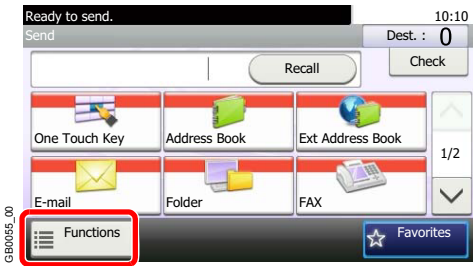 Ready to send. 10:10
Send Dest. : 0
Recall Check
One Touch Key Address Book Ext Address Book
1/2
E-mail Folder FAX
Functions Favorites
GB0055_00